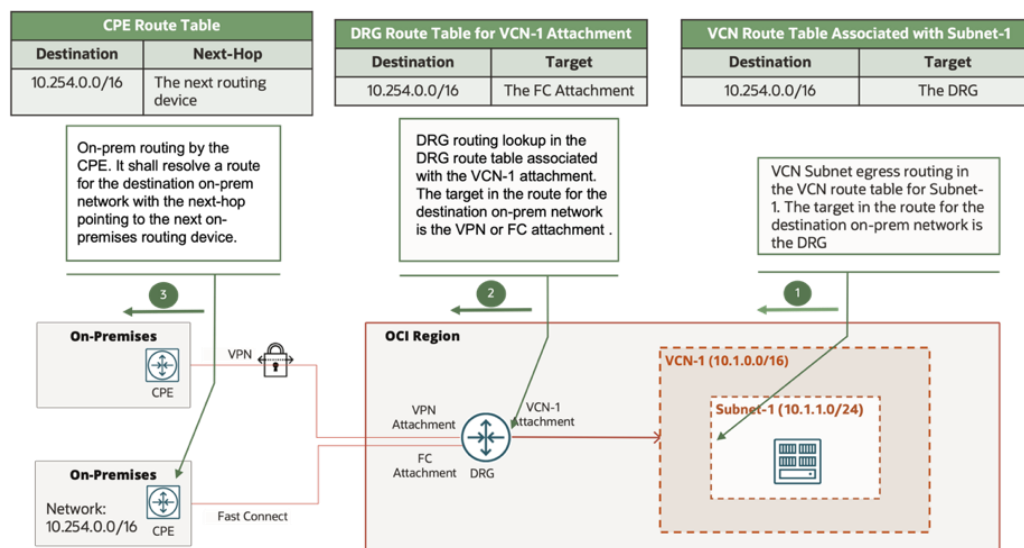 CPE Route Table
Destination Next-Hop
10.254.0.0/16 The next routing
device
DRG Route Table for VCN-1 Attachment
Destination Target
10.254.0.0/16 The FC Attachment
VCN Route Table Associated with Subnet-1
Destination Target
10.254.0.0/16 The DRG
On-prem routing by the
CPE. It shall resolve a route
for the destination on-prem
network with the next-hop
pointing to the next on-
premises routing device.
DRG routing lookup in the
DRG route table associated
with the VCN-1 attachment.
The target in the route for the
destination on-prem network
is the VPN or FC attachment .
VCN Subnet egress routing in
the VCN route table for Subnet-
1. The target in the route for the
destination on-prem network is
the DRG
3
2
1
On-Premises
CPE
VPN
OCI Region
VCN-1 (10.1.0.0/16)
Subnet-1 (10.1.1.0/24)
VPN
Attachment
VCN-1
Attachment
FC
Attachment
DRG
On-Premises
Network:
10.254.0.0/16
CPE
Fast Connect